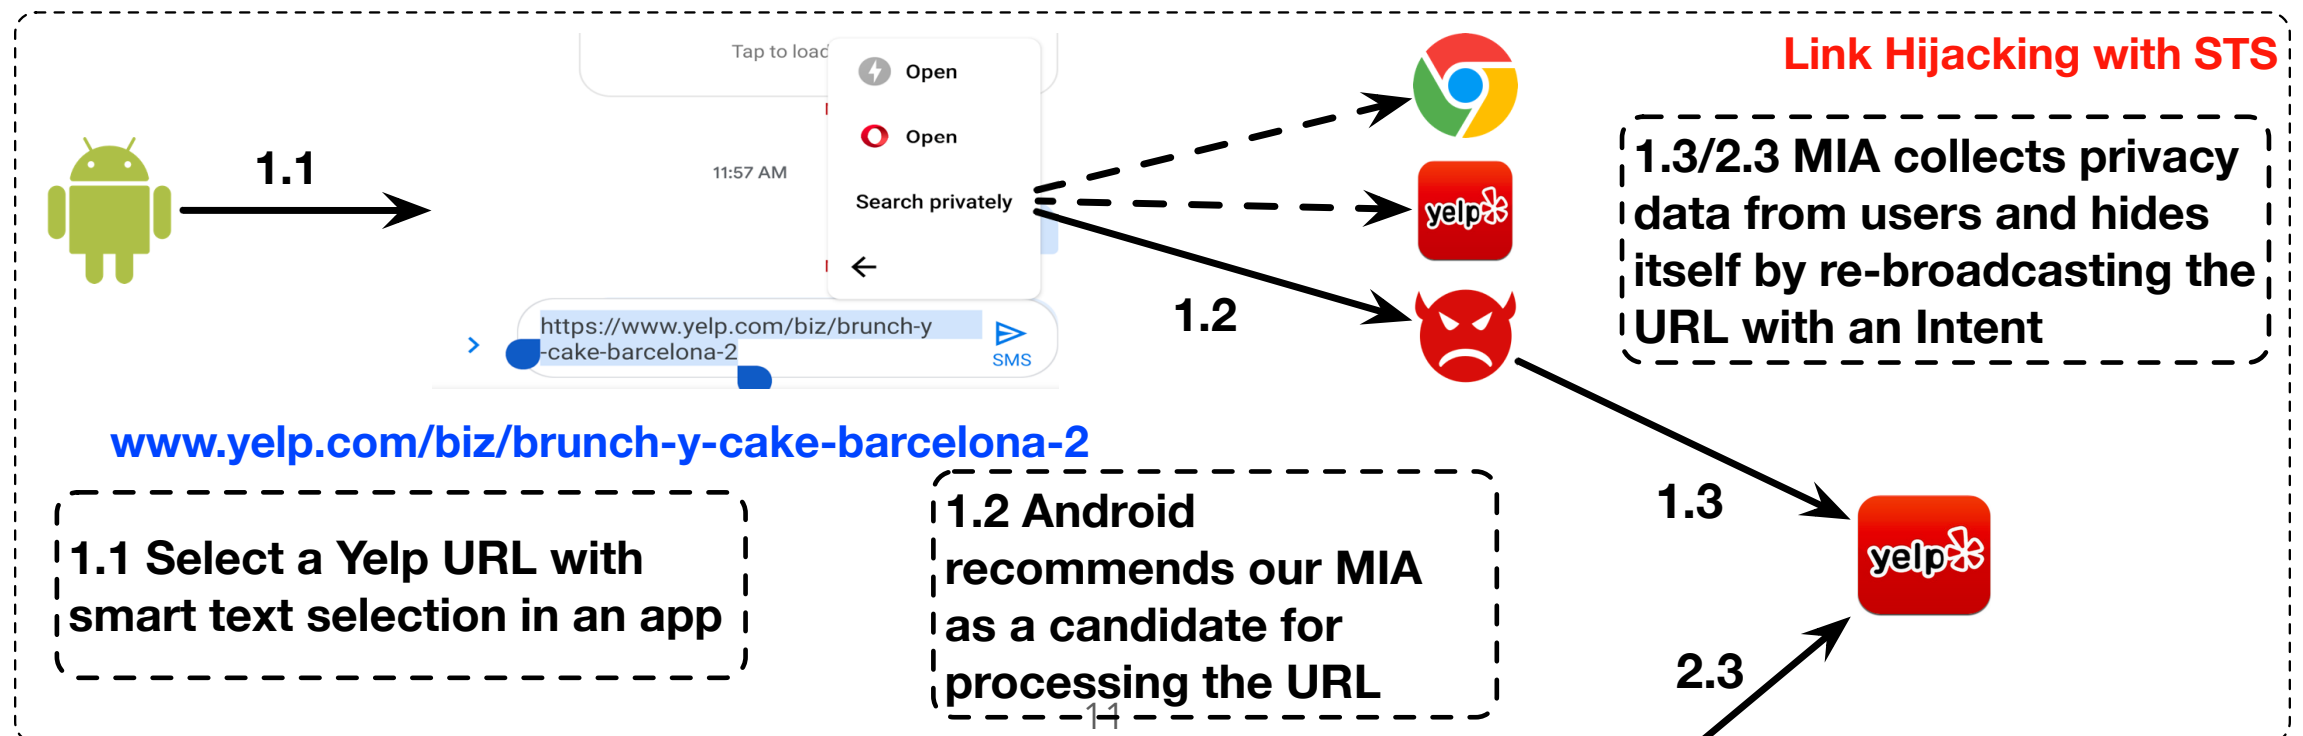 Link Hijacking with STS
Tap to load
Open
Open
11:57 AM
Search privately
https://www.yelp.com/biz/brunch-y
-cake-barcelona-2
SMS
1.1
1.2
yelp
1.3/2.3 MIA collects privacy
data from users and hides
itself by re-broadcasting the
URL with an Intent
www.yelp.com/biz/brunch-y-cake-barcelona-2
1.1 Select a Yelp URL with
smart text selection in an app
1.2 Android
recommends our MIA
as a candidate for
processing the URL
1.3
yelp
2.3
11